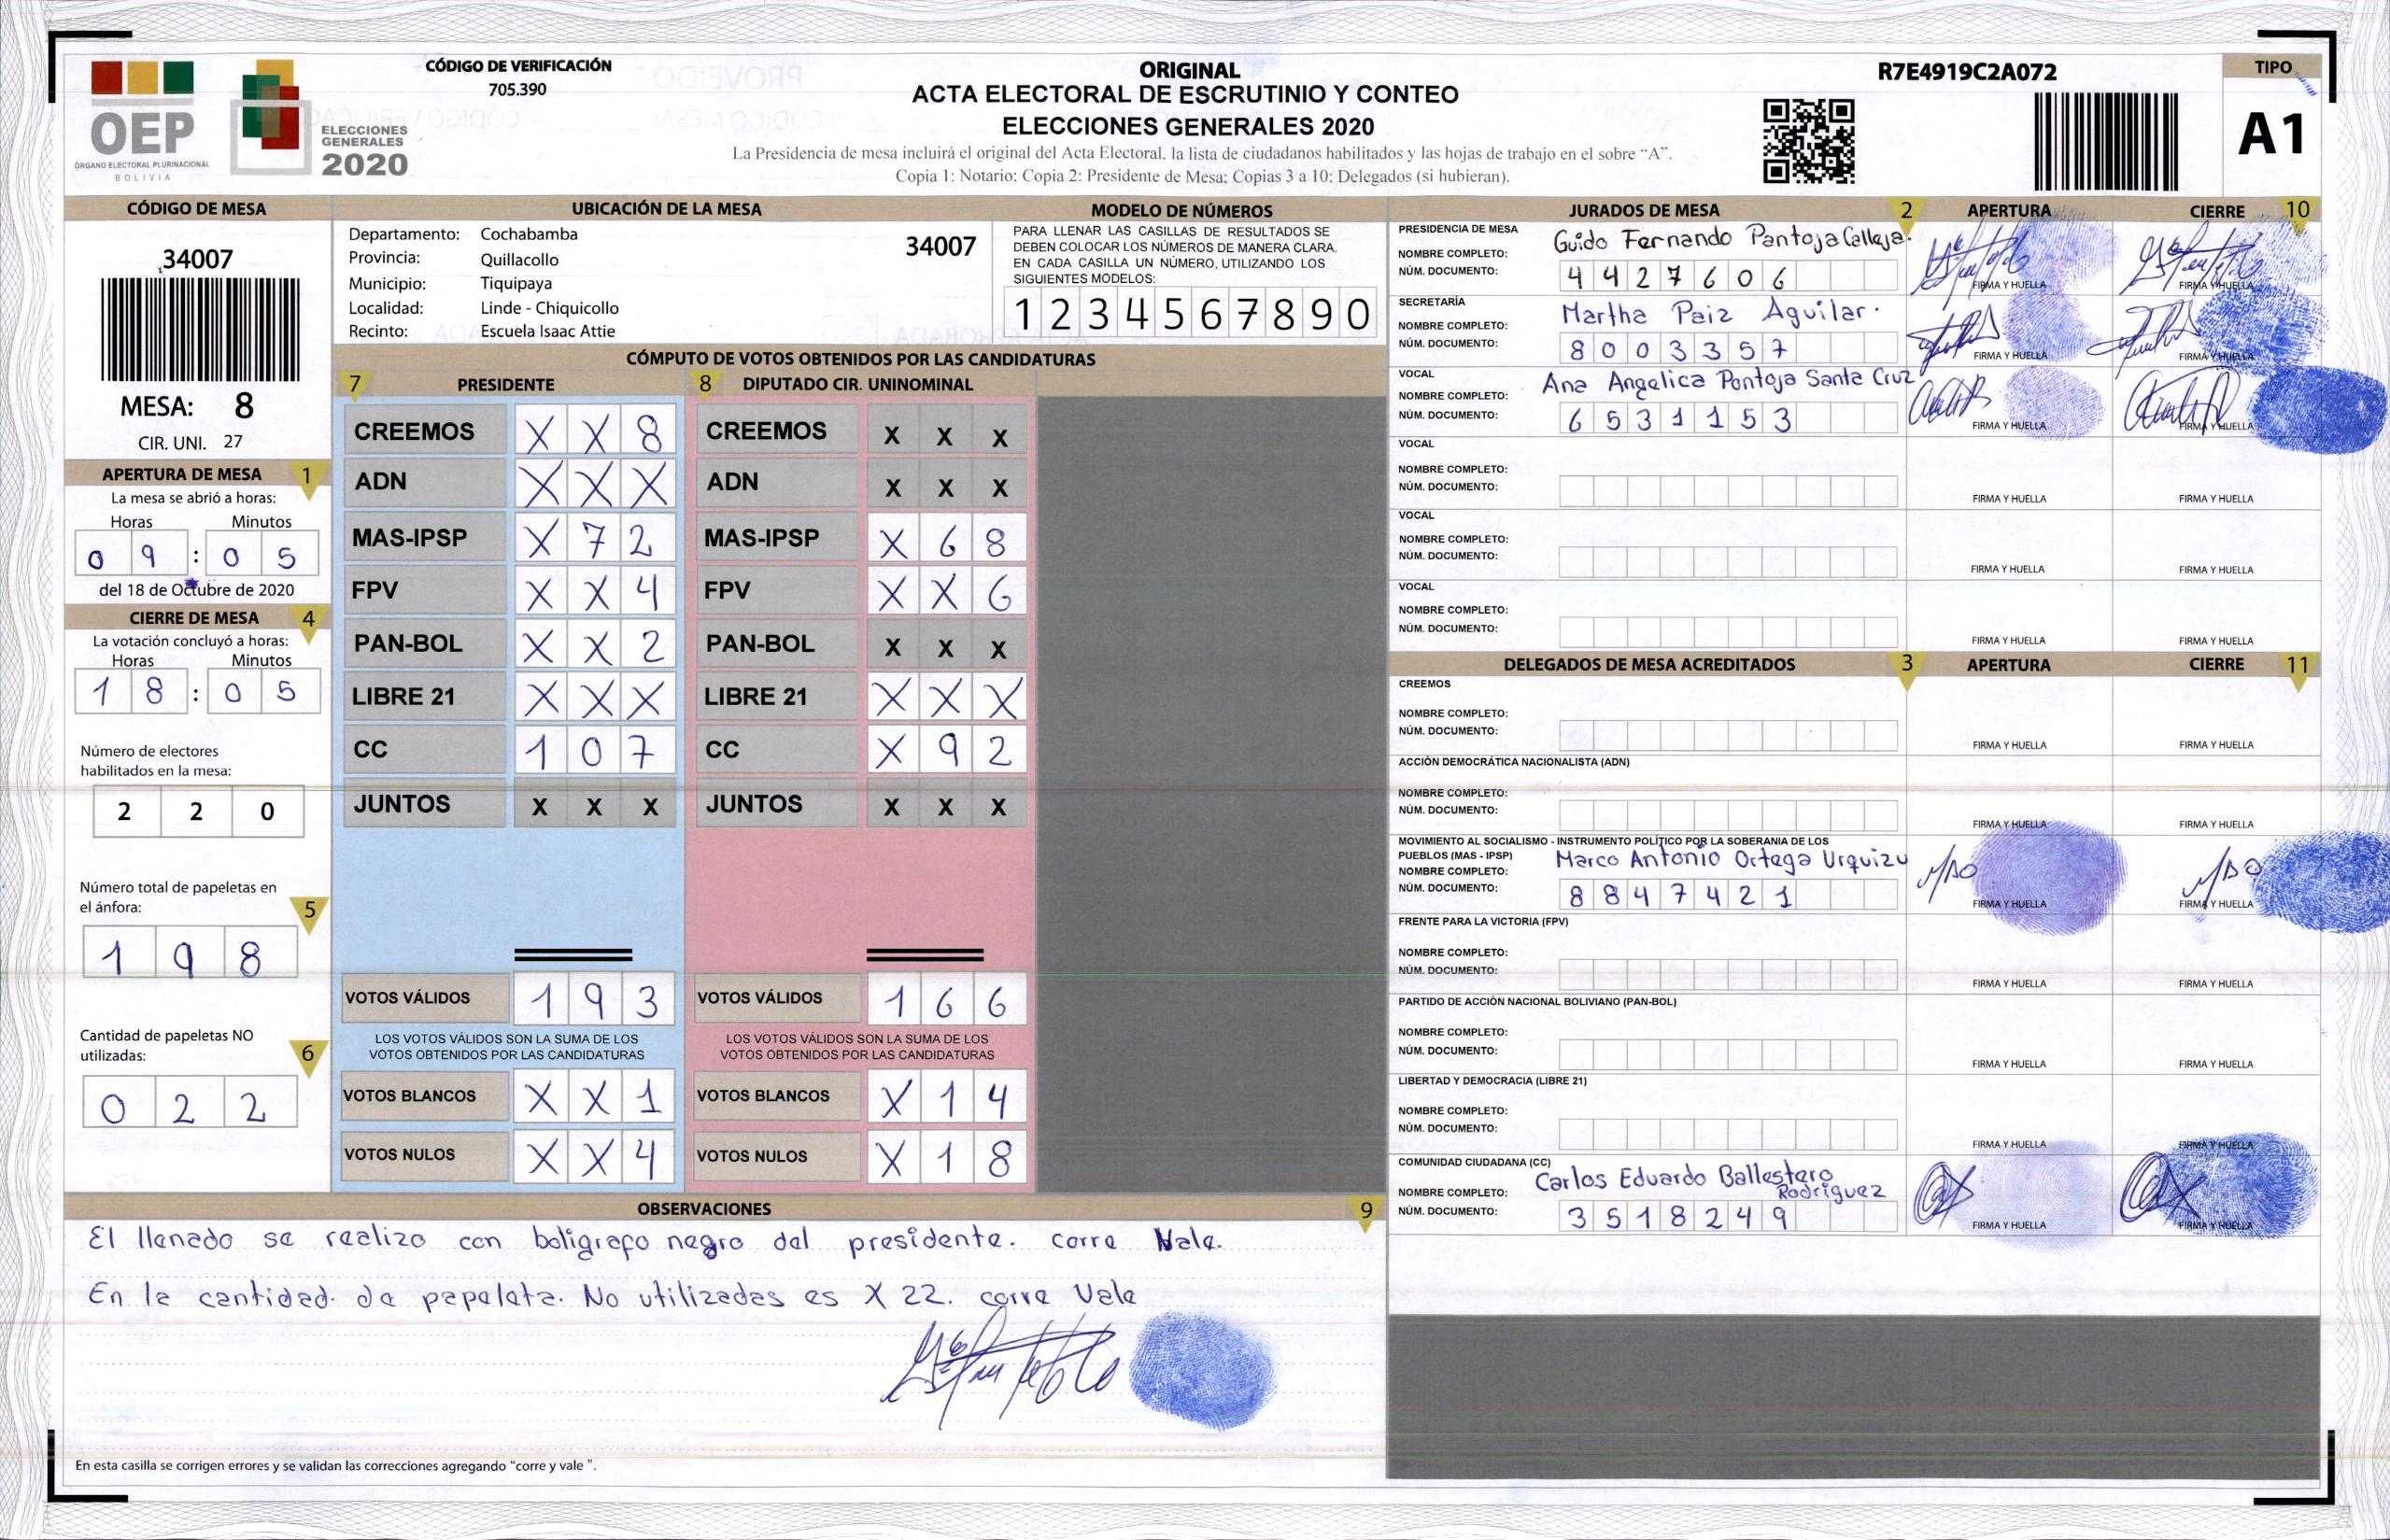 CÓDIGO DE VERIFICACIÓN
705.390
ORIGINAL
ACTA ELECTORAL DE ESCRUTINIO Y CONTEO
ELECCIONES GENERALES 2020
La Presidencia de mesa incluirá el original del Acta Electoral, la lista de ciudadanos habilitados y las hojas de trabajo en el sobre “A”.
Copia 1: Notario; Copia 2: Presidente de Mesa; Copias 3 a 10; Delegados (si hubieran).
R7E4919C2A072
TIPO
A1
OEP
ÓRGANO ELECTORAL PLURINACIONAL
BOLIVIA
ELECCIONES
GENERALES
2020
CÓDIGO DE MESA
34007
MESA: 8
CIR. UNI. 27
APERTURA DE MESA 1
La mesa se abrió a horas:
Horas Minutos
0 9 : 0 5
del 18 de Octubre de 2020
CIERRE DE MESA 4
La votación concluyó a horas:
Horas Minutos
1 8 : 0 5
Número de electores
habilitados en la mesa:
2 2 0
Número total de papeletas en
el ánfora: 5
1 9 8
Cantidad de papeletas NO
utilizadas: 6
0 2 2
UBICACIÓN DE LA MESA
Departamento: Cochabamba
34007
Provincia: Quillacollo
Municipio: Tiquipaya
Localidad: Linde - Chiquicollo
Recinto: Escuela Isaac Attie
MODELO DE NÚMEROS
PARA LLENAR LAS CASILLAS DE RESULTADOS SE
DEBEN COLOCAR LOS NÚMEROS DE MANERA CLARA.
EN CADA CASILLA UN NÚMERO, UTILIZANDO LOS
SIGUIENTES MODELOS:
1 2 3 4 5 6 7 8 9 0
CÓMPUTO DE VOTOS OBTENIDOS POR LAS CANDIDATURAS
7 PRESIDENTE
CREEMOS X X 8
ADN X X X
MAS-IPSP X 7 2
FPV X X 4
PAN-BOL X X 2
LIBRE 21 X X X
CC 1 0 7
JUNTOS X X X
VOTOS VÁLIDOS 1 9 3
LOS VOTOS VÁLIDOS SON LA SUMA DE LOS
VOTOS OBTENIDOS POR LAS CANDIDATURAS
VOTOS BLANCOS X X 1
VOTOS NULOS X X 4
8 DIPUTADO CIR. UNINOMINAL
CREEMOS X X X
ADN X X X
MAS-IPSP X 6 8
FPV X X 6
PAN-BOL X X X
LIBRE 21 X X X
CC X 9 2
JUNTOS X X X
VOTOS VÁLIDOS 1 6 6
LOS VOTOS VÁLIDOS SON LA SUMA DE LOS
VOTOS OBTENIDOS POR LAS CANDIDATURAS
VOTOS BLANCOS X 1 4
VOTOS NULOS X 1 8
OBSERVACIONES 9
El llenado se realizo con boligrafo negro del presidente. corre Vale.
En la cantidad. de papeleta. No utilizadas es X 22. corre Vale
En esta casilla se corrigen errores y se validan las correcciones agregando “corre y vale ”.
JURADOS DE MESA 2 APERTURA CIERRE 10
PRESIDENCIA DE MESA
NOMBRE COMPLETO: Guido Fernando Pantoja Calleja.
NÚM. DOCUMENTO: 4 4 2 7 6 0 6
FIRMA Y HUELLA FIRMA Y HUELLA
SECRETARÍA
NOMBRE COMPLETO: Martha Paiz Aguilar.
NÚM. DOCUMENTO: 8 0 0 3 3 5 7
FIRMA Y HUELLA FIRMA Y HUELLA
VOCAL
NOMBRE COMPLETO: Ana Angelica Pantoja Santa Cruz
NÚM. DOCUMENTO: 6 5 3 1 1 5 3
FIRMA Y HUELLA FIRMA Y HUELLA
VOCAL
NOMBRE COMPLETO:
NÚM. DOCUMENTO:
FIRMA Y HUELLA FIRMA Y HUELLA
VOCAL
NOMBRE COMPLETO:
NÚM. DOCUMENTO:
FIRMA Y HUELLA FIRMA Y HUELLA
VOCAL
NOMBRE COMPLETO:
NÚM. DOCUMENTO:
FIRMA Y HUELLA FIRMA Y HUELLA
DELEGADOS DE MESA ACREDITADOS 3 APERTURA CIERRE 11
CREEMOS
NOMBRE COMPLETO:
NÚM. DOCUMENTO:
FIRMA Y HUELLA FIRMA Y HUELLA
ACCIÓN DEMOCRÁTICA NACIONALISTA (ADN)
NOMBRE COMPLETO:
NÚM. DOCUMENTO:
FIRMA Y HUELLA FIRMA Y HUELLA
MOVIMIENTO AL SOCIALISMO - INSTRUMENTO POLÍTICO POR LA SOBERANIA DE LOS
PUEBLOS (MAS - IPSP)
NOMBRE COMPLETO: Marco Antonio Ortega Urquizu
NÚM. DOCUMENTO: 8 8 4 7 4 2 1
FIRMA Y HUELLA FIRMA Y HUELLA
FRENTE PARA LA VICTORIA (FPV)
NOMBRE COMPLETO:
NÚM. DOCUMENTO:
FIRMA Y HUELLA FIRMA Y HUELLA
PARTIDO DE ACCIÓN NACIONAL BOLIVIANO (PAN-BOL)
NOMBRE COMPLETO:
NÚM. DOCUMENTO:
FIRMA Y HUELLA FIRMA Y HUELLA
LIBERTAD Y DEMOCRACIA (LIBRE 21)
NOMBRE COMPLETO:
NÚM. DOCUMENTO:
FIRMA Y HUELLA FIRMA Y HUELLA
COMUNIDAD CIUDADANA (CC)
NOMBRE COMPLETO: Carlos Eduardo Ballestero
Rodriguez
NÚM. DOCUMENTO: 3 5 1 8 2 4 9
FIRMA Y HUELLA FIRMA Y HUELLA